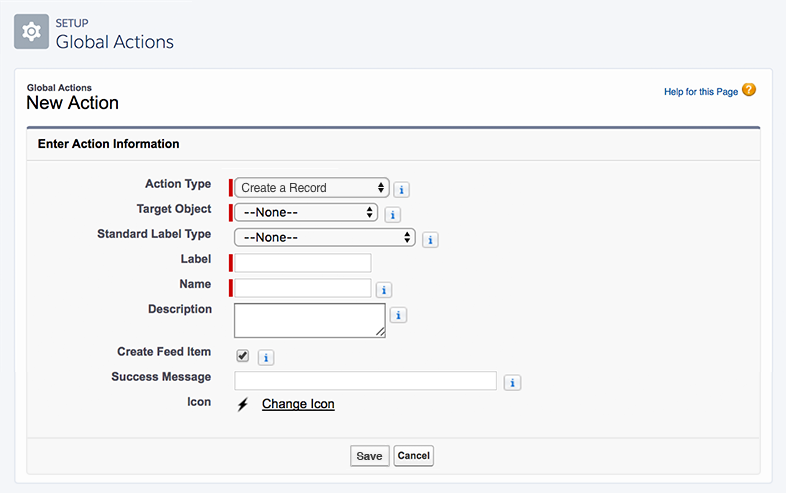 SETUP
Global Actions
Global Actions
New Action
Help for this Page ?
Enter Action Information
Action Type Create a Record i
Target Object --None-- i
Standard Label Type --None-- i
Label
Name i
Description i
Create Feed Item i
Success Message i
Icon Change Icon
Save Cancel